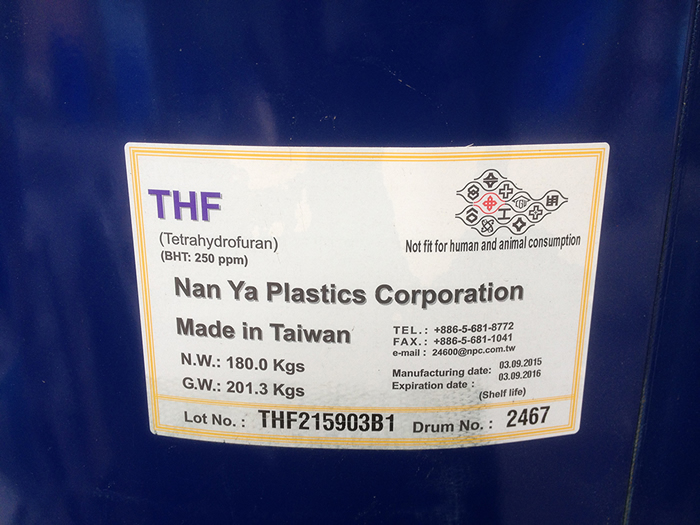 THF
(Tetrahydrofuran)
(BHT: 250 ppm)
Not fit for human and animal consumption
Nan Ya Plastics Corporation
Made in Taiwan
N.W.: 180.0 Kgs
G.W.: 201.3 Kgs
TEL.: +886-5-681-8772
FAX.: +886-5-681-1041
e-mail : 24600@npc.com.tw
Manufacturing date: 03.09.2015
Expiration date : 03.09.2016
(Shelf life)
Lot No. : THF215903B1 Drum No. : 2467